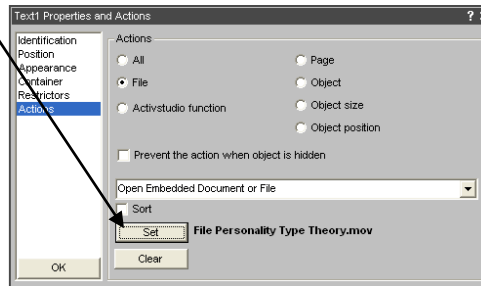 Text1 Properties and Actions ?
Identification
Position
Appearance
Container
Restrictors
Actions
OK
Actions
All
Page
File
Object
Activstudio function
Object size
Object position
Prevent the action when object is hidden
Open Embedded Document or File
Sort
Set File Personality Type Theory.mov
Clear